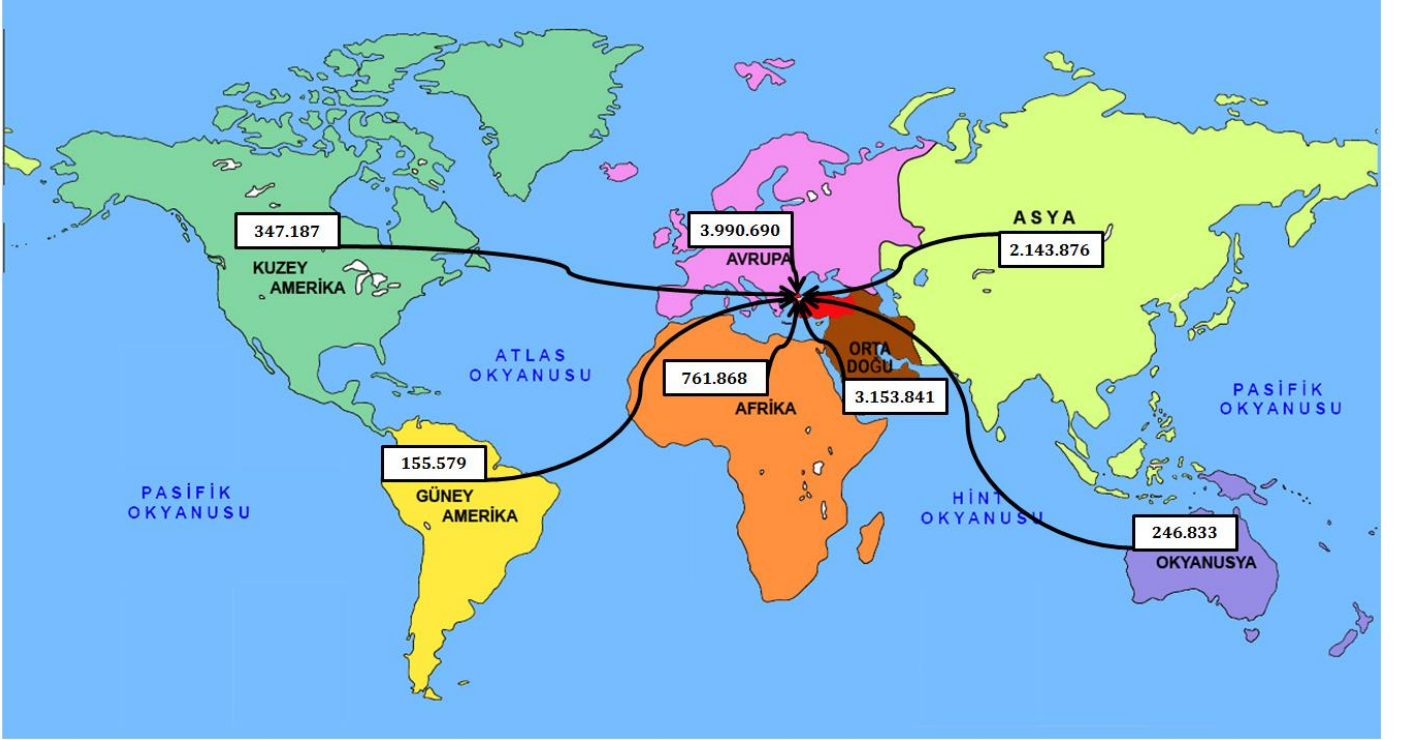 347.187
KUZEY
AMERİKA
3.990.690
AVRUPA
ASYA
2.143.876
ATLAS
OKYANUSU
761.868
AFRİKA
ORTA
DOĞU
3.153.841
PASİFİK
OKYANUSU
155.579
GÜNEY
AMERİKA
PASİFİK
OKYANUSU
HİNT
OKYANUSU
246.833
OKYANUSYA